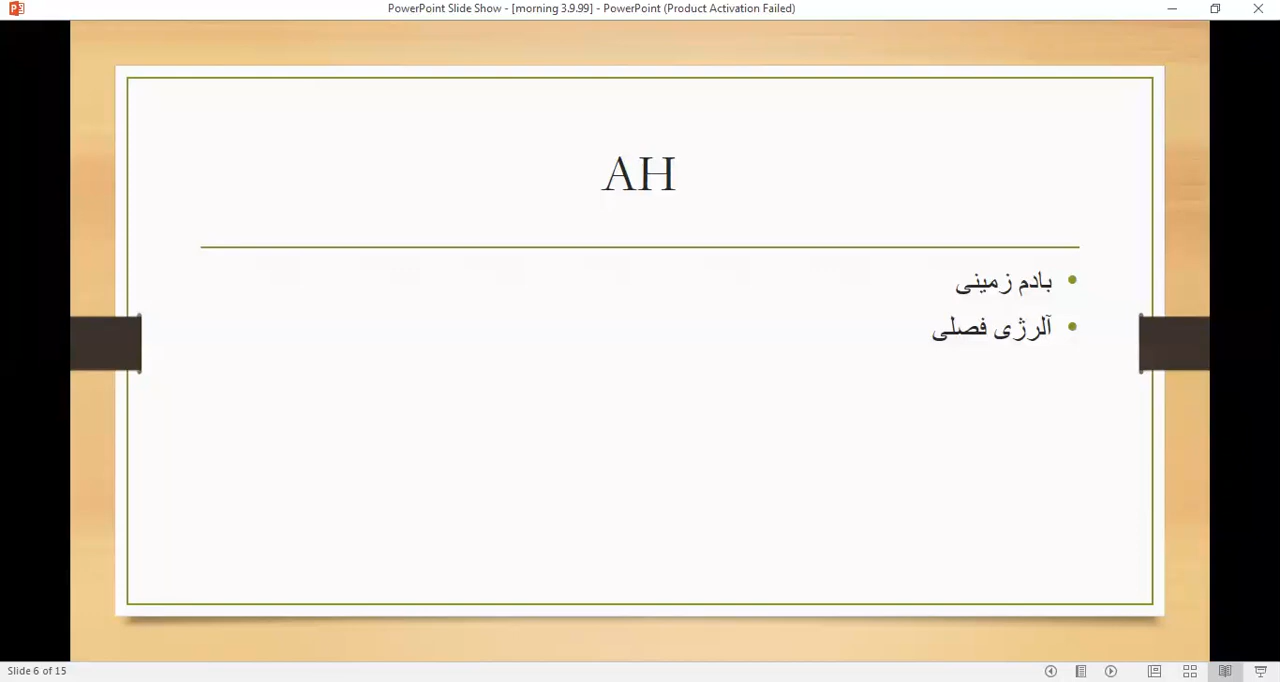 PowerPoint Slide Show - [morning 3.9.99] - PowerPoint (Product Activation Failed)
AH
• بادم زمینی
• آلرژی فصلی
Slide 6 of 15